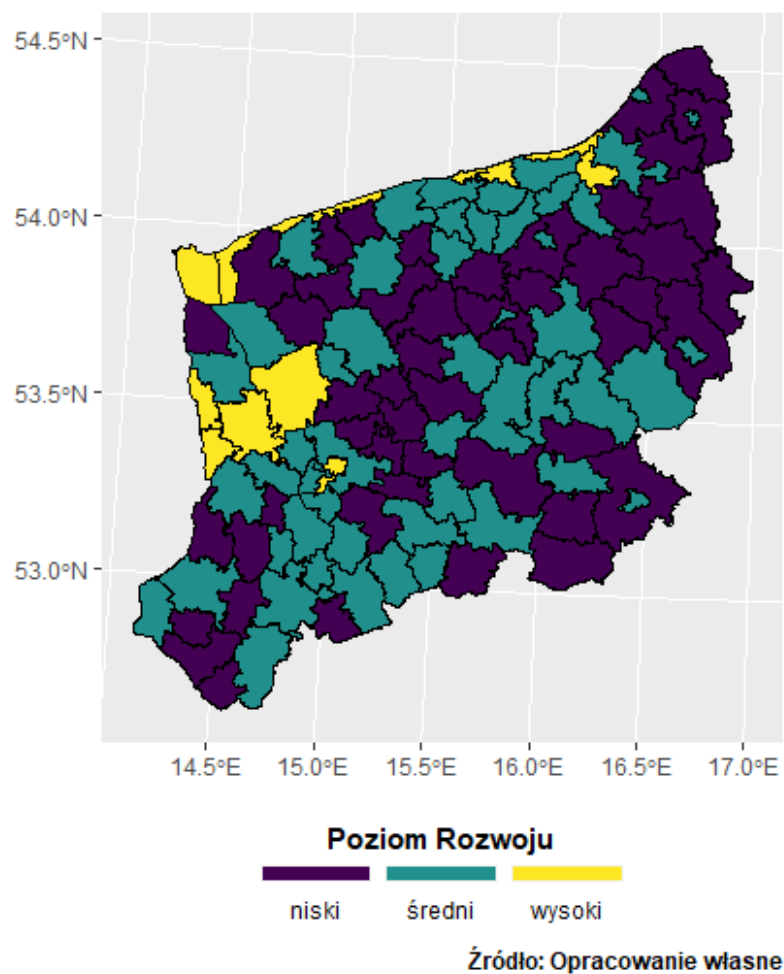 54.5°N
54.0°N
53.5°N
53.0°N
14.5°E 15.0°E 15.5°E 16.0°E 16.5°E 17.0°E
Poziom Rozwoju
niski średni wysoki
Źródło: Opracowanie własne